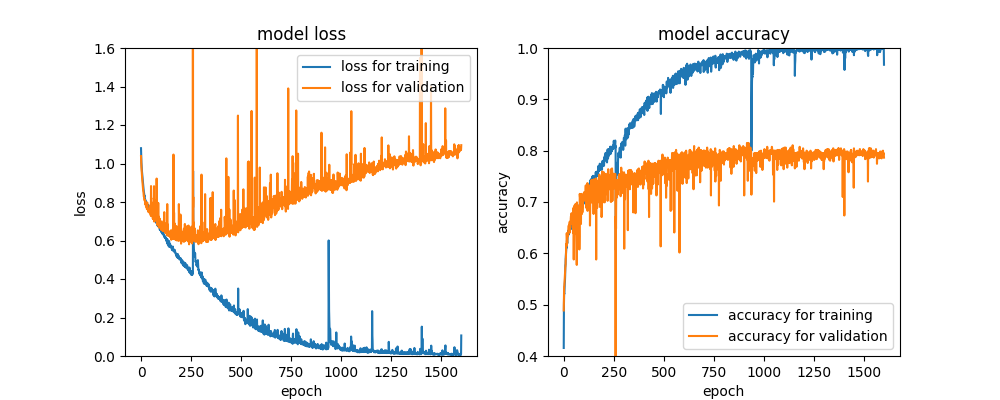 model loss
1.6
1.4
1.2
1.0
0.8
0.6
0.4
0.2
0.0
loss
loss for training
loss for validation
0 250 500 750 1000 1250 1500
epoch
model accuracy
1.0
0.9
0.8
0.7
0.6
0.5
0.4
accuracy
accuracy for training
accuracy for validation
0 250 500 750 1000 1250 1500
epoch